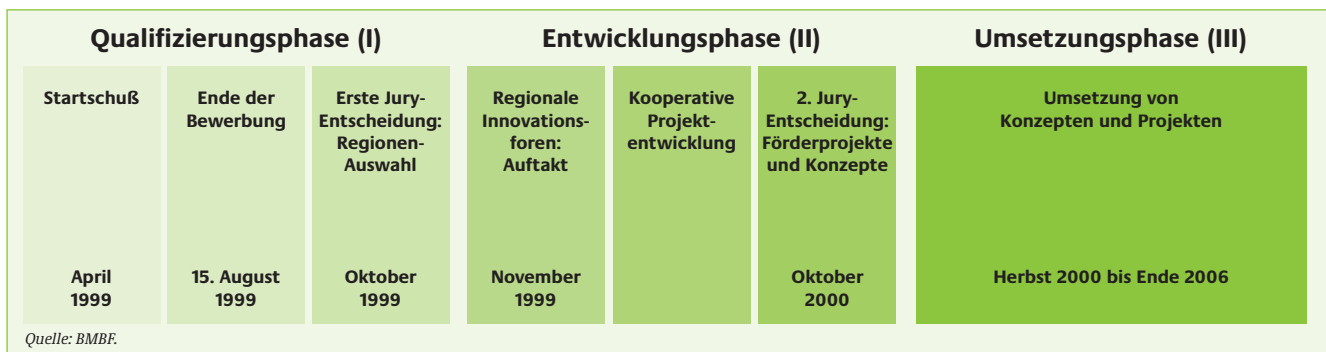 Qualifizierungsphase (I)
Startschuß
April
1999
Ende der
Bewerbung
15. August
1999
Erste Jury-
Entscheidung:
Regionen-
Auswahl
Oktober
1999
Entwicklungsphase (II)
Regionale
Innovations-
foren:
Auftakt
November
1999
Kooperative
Projekt-
entwicklung
2. Jury-
Entscheidung:
Förderprojekte
und Konzepte
Oktober
2000
Umsetzungsphase (III)
Umsetzung von
Konzepten und Projekten
Herbst 2000 bis Ende 2006
Quelle: BMBF.